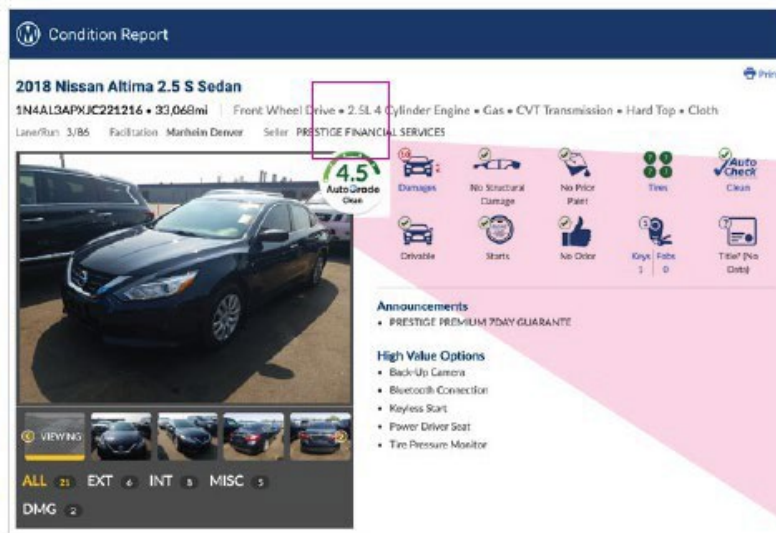 Condition Report
Print
2018 Nissan Altima 2.5 S Sedan
1N4AL3APXJC221216 • 33,068mi Front Wheel Drive • 2.5L 4 Cylinder Engine • Gas • CVT Transmission • Hard Top • Cloth
Lane/Run 3/86 Facilitation Manheim Denver Seller PRESTIGE FINANCIAL SERVICES
4.5
AutoGrade
Clean
Damages
No Structural
Damage
No Prior
Paint
Tires
Auto
Check
Clean
Drivable
Starts
No Odor
Keys Fobs
1 0
Title? (No
Data)
Announcements
• PRESTIGE PREMIUM 7DAY GUARANTE
High Value Options
• Back-Up Camera
• Bluetooth Connection
• Keyless Start
• Power Driver Seat
• Tire Pressure Monitor
VIEWING
ALL 21 EXT 6 INT 8 MISC 5
DMG 2